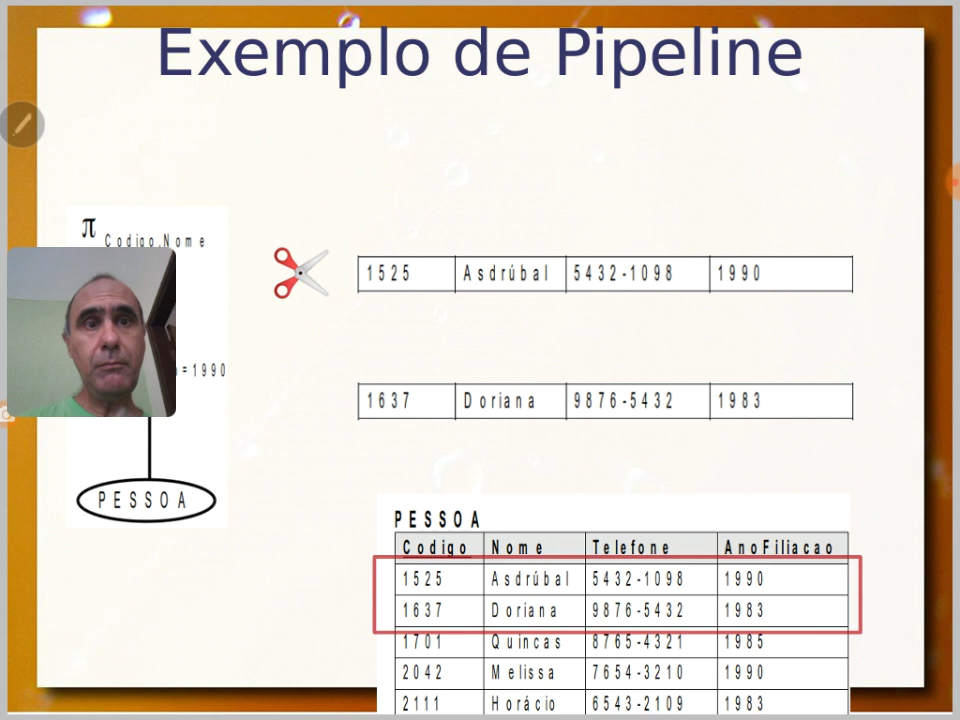 Exemplo de Pipeline
π Codigo,Nome
=1990
PESSOA
1525 Asdrúbal 5432-1098 1990
1637 Doriana 9876-5432 1983
PESSOA
Codigo Nome Telefone AnoFiliacao
1525 Asdrúbal 5432-1098 1990
1637 Doriana 9876-5432 1983
1701 Quincas 8765-4321 1985
2042 Melissa 7654-3210 1990
2111 Horácio 6543-2109 1983